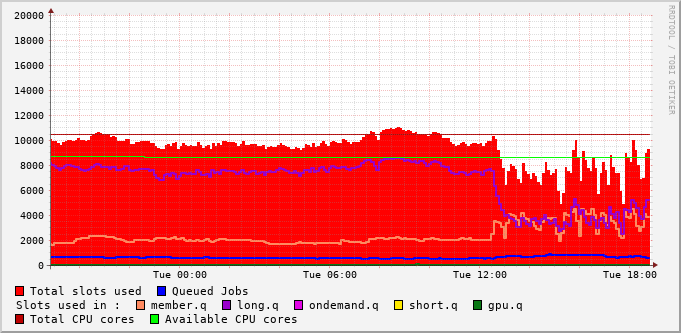 20000
18000
16000
14000
12000
10000
8000
6000
4000
2000
0
Tue 00:00 Tue 06:00 Tue 12:00 Tue 18:00
RRDTOOL / TOBI OETIKER
Total slots used Queued Jobs
Slots used in : member.q long.q ondemand.q short.q gpu.q
Total CPU cores Available CPU cores